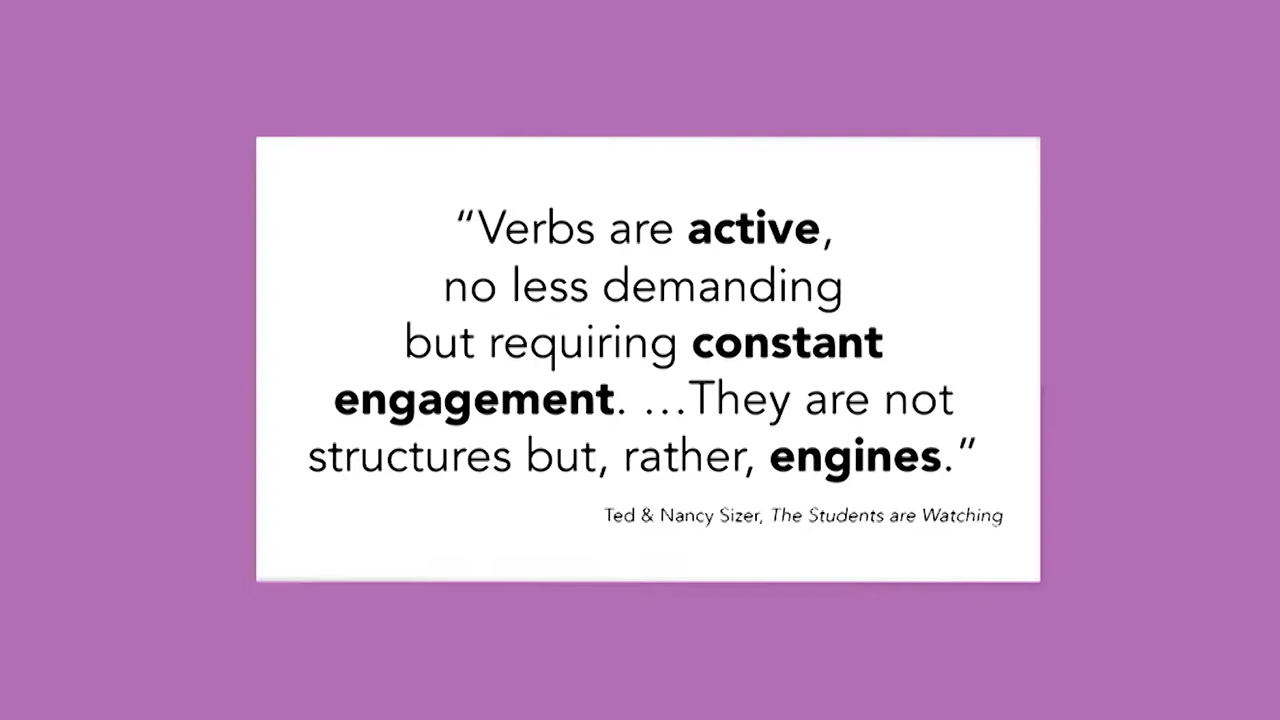 “Verbs are active,
no less demanding
but requiring constant
engagement. …They are not
structures but, rather, engines.”
Ted & Nancy Sizer, The Students are Watching